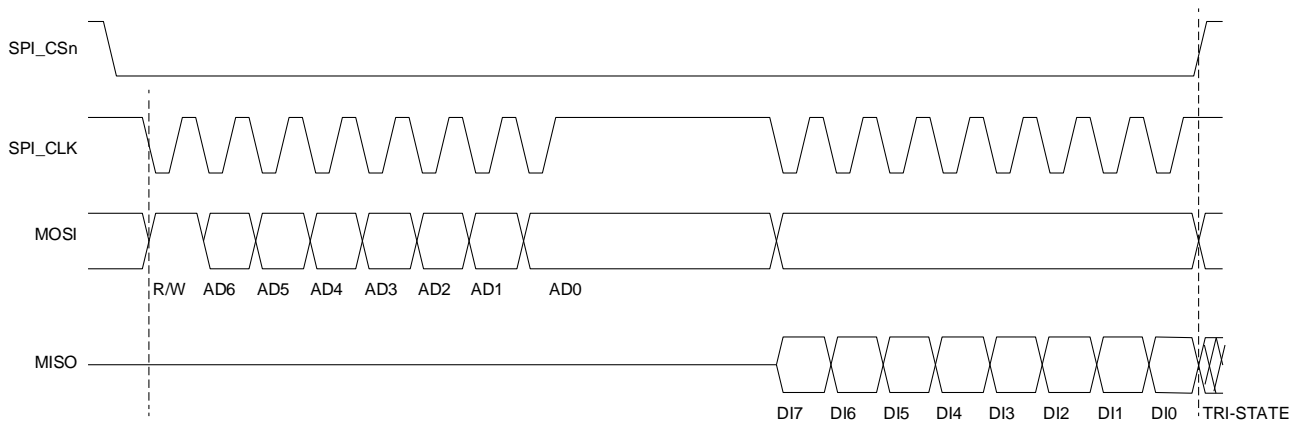 SPI_CSn
SPI_CLK
MOSI
R/W AD6 AD5 AD4 AD3 AD2 AD1 AD0
MISO
DI7 DI6 DI5 DI4 DI3 DI2 DI1 DI0 TRI-STATE